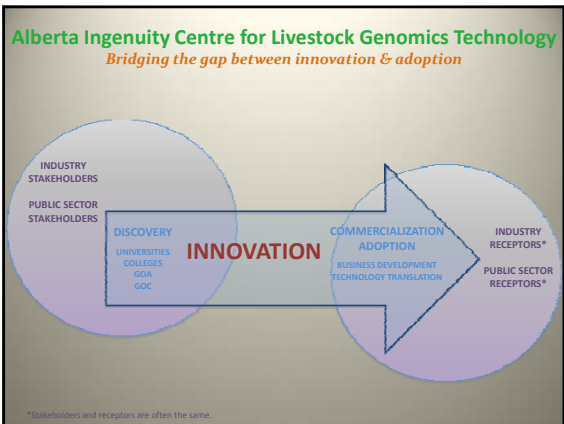 Alberta Ingenuity Centre for Livestock Genomics Technology
Bridging the gap between innovation & adoption
INDUSTRY
STAKEHOLDERS
PUBLIC SECTOR
STAKEHOLDERS
DISCOVERY
UNIVERSITIES
COLLEGES
GOA
GOC
INNOVATION
COMMERCIALIZATION
ADOPTION
BUSINESS DEVELOPMENT
TECHNOLOGY TRANSLATION
INDUSTRY
RECEPTORS*
PUBLIC SECTOR
RECEPTORS*
*Stakeholders and receptors are often the same.